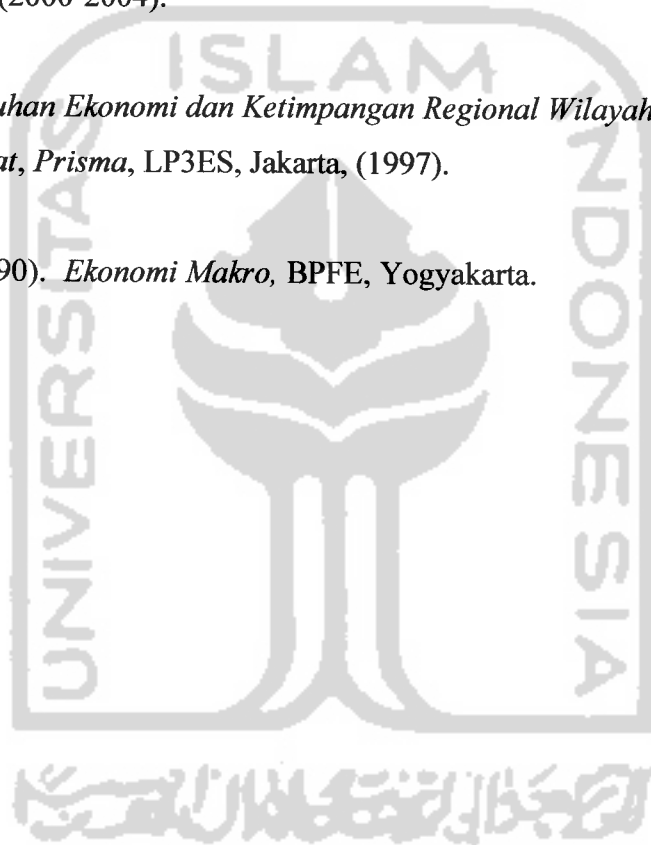 (2000-2004).
uhan Ekonomi dan Ketimpangan Regional Wilayah
at, Prisma, LP3ES, Jakarta, (1997).
90). Ekonomi Makro, BPFE, Yogyakarta.
UNIVERSITAS
ISLAM
INDONESIA